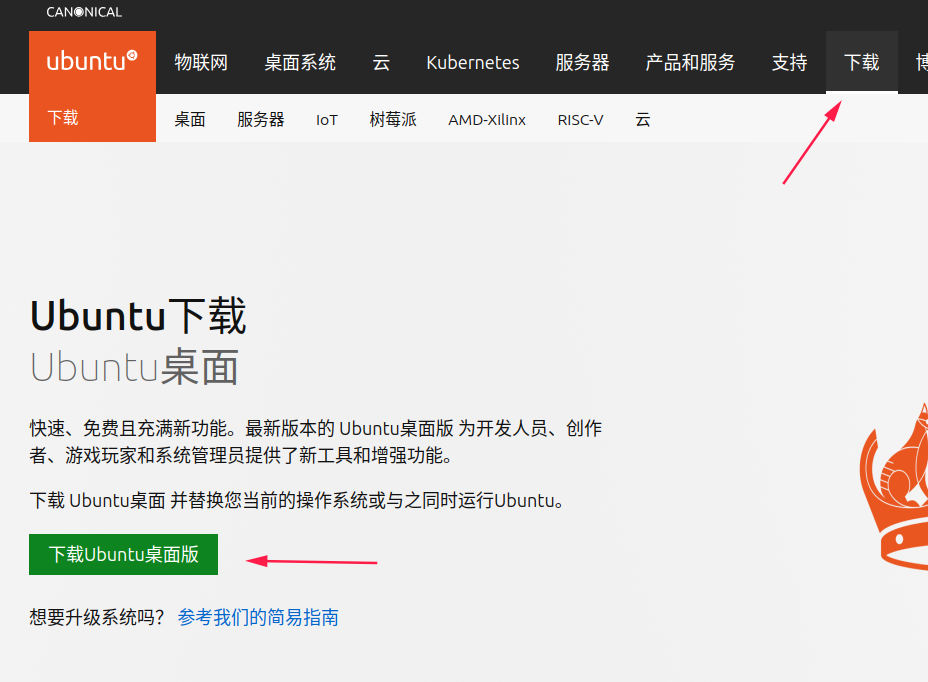 CANONICAL
ubuntu
物联网 桌面系统 云 Kubernetes 服务器 产品和服务 支持 下载
下载 桌面 服务器 IoT 树莓派 AMD-Xilinx RISC-V 云
Ubuntu下载
Ubuntu桌面
快速、免费且充满新功能。最新版本的 Ubuntu桌面版 为开发人员、创作
者、游戏玩家和系统管理员提供了新工具和增强功能。
下载 Ubuntu桌面 并替换您当前的操作系统或与之同时运行Ubuntu。
下载Ubuntu桌面版
想要升级系统吗？ 参考我们的简易指南